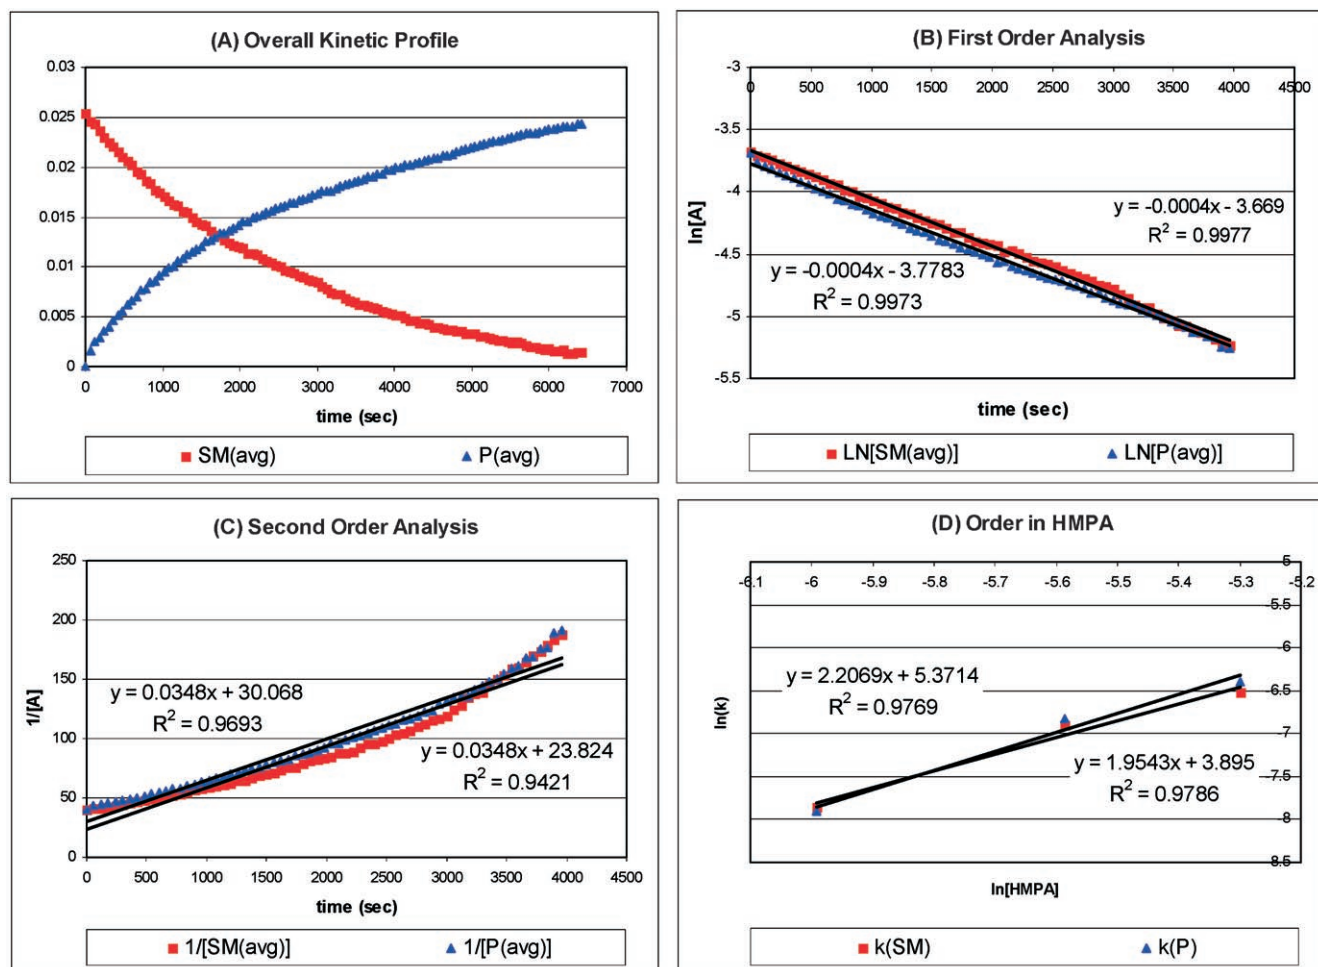 (A) Overall Kinetic Profile
0.03
0.025
0.02
0.015
0.01
0.005
0
0 1000 2000 3000 4000 5000 6000 7000
time (sec)
SM(avg) P(avg)
(B) First Order Analysis
-3
0 500 1000 1500 2000 2500 3000 3500 4000 4500
-3.5
-4
-4.5
-5
-5.5
ln[A]
y = -0.0004x - 3.669
R² = 0.9977
y = -0.0004x - 3.7783
R² = 0.9973
time (sec)
LN[SM(avg)] LN[P(avg)]
(C) Second Order Analysis
250
200
150
100
50
0
1/[A]
y = 0.0348x + 30.068
R² = 0.9693
y = 0.0348x + 23.824
R² = 0.9421
0 500 1000 1500 2000 2500 3000 3500 4000 4500
time (sec)
1/[SM(avg)] 1/[P(avg)]
(D) Order in HMPA
-6.1 -6 -5.9 -5.8 -5.7 -5.6 -5.5 -5.4 -5.3 -5.2
-5
-5.5
-6
-6.5
-7
-7.5
-8
-8.5
ln(k)
y = 2.2069x + 5.3714
R² = 0.9769
y = 1.9543x + 3.895
R² = 0.9786
ln[HMPA]
k(SM) k(P)